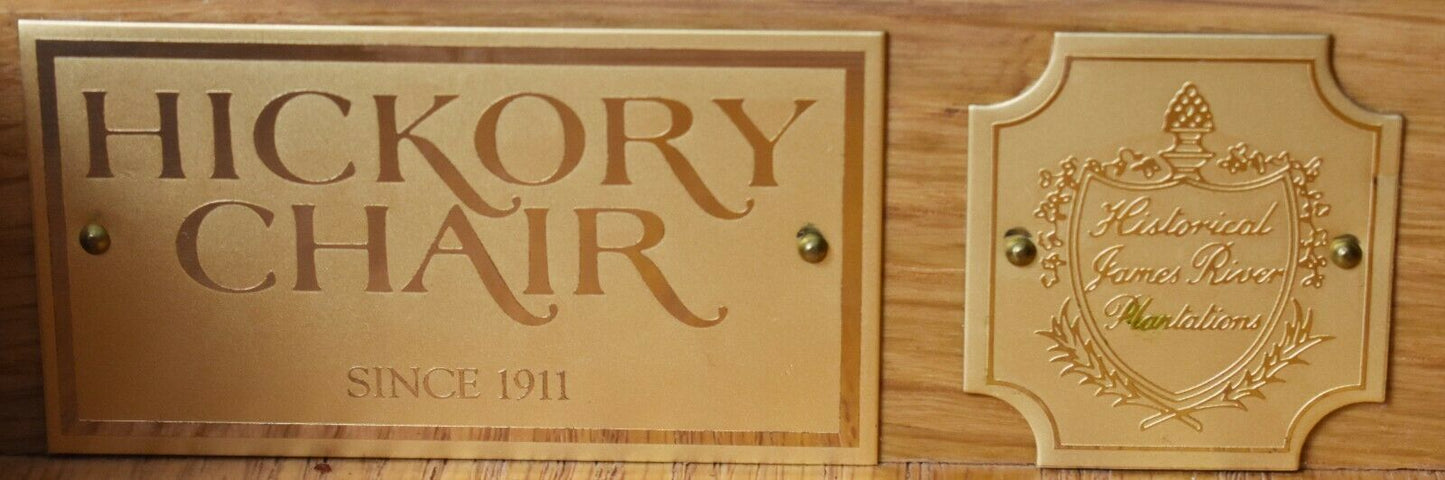 HICKORY
CHAIR
SINCE 1911
Historical
James River
Plantations